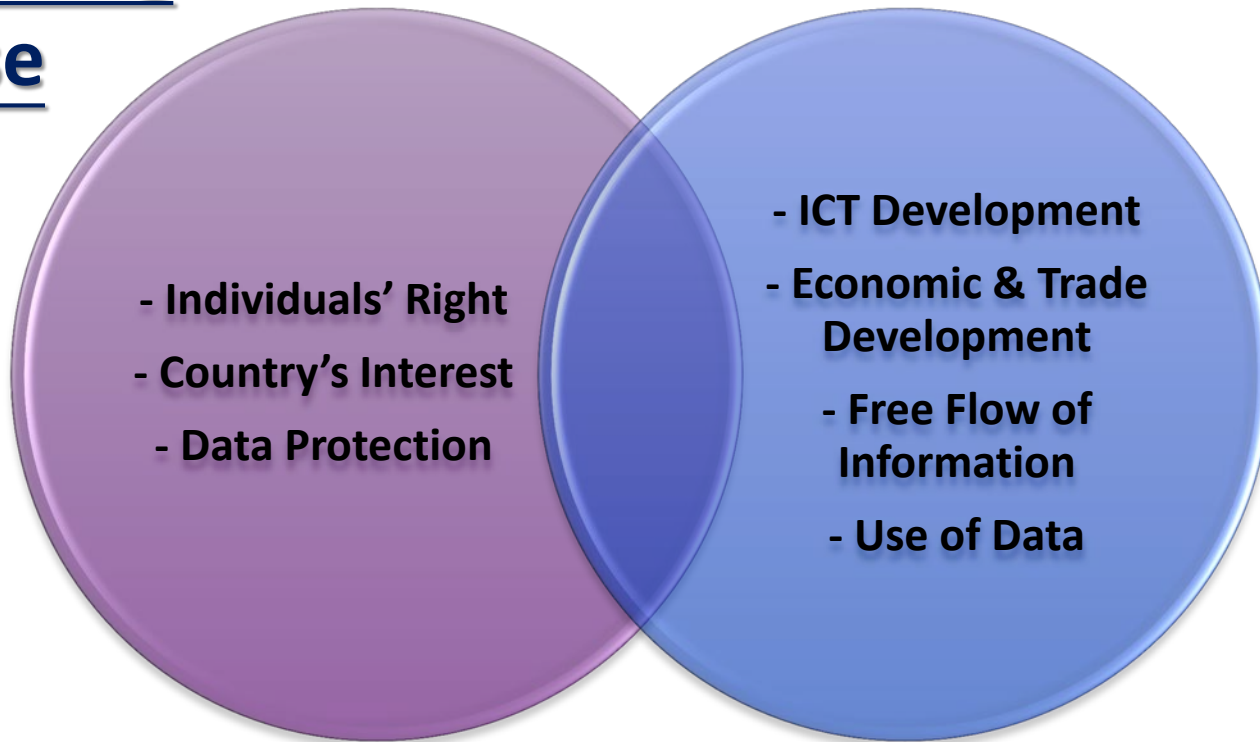 - Individuals’ Right
- Country’s Interest
- Data Protection
- ICT Development
- Economic & Trade
Development
- Free Flow of
Information
- Use of Data